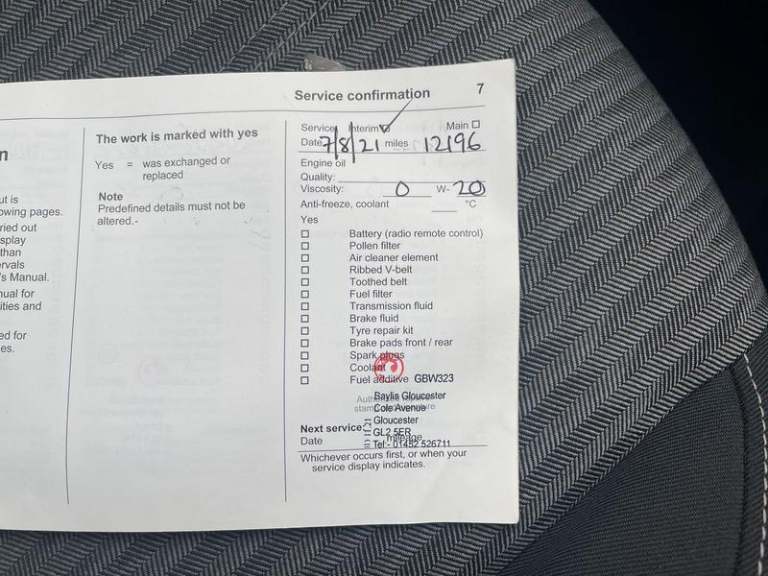 Service confirmation 7
n
ut is
owing pages.
ried out
splay
than
rvals
's Manual.
nual for
ities and
ed for
es.
The work is marked with yes
Yes = was exchanged or
replaced
Note
Predefined details must not be
altered.-
Service Interim Main
Date 7/8/21 miles 12196
Engine oil
Quality:
Viscosity: 0 W- 20
Anti-freeze, coolant °C
Yes
Battery (radio remote control)
Pollen filter
Air cleaner element
Ribbed V-belt
Toothed belt
Fuel filter
Transmission fluid
Brake fluid
Tyre repair kit
Brake pads front / rear
Spark plugs
Coolant
Fuel additive GBW323
Baylis Gloucester
Cole Avenue
Gloucester
GL2 5ER
Tel:- 01452 526711
Next service:
Date mileage
Whichever occurs first, or when your
service display indicates.